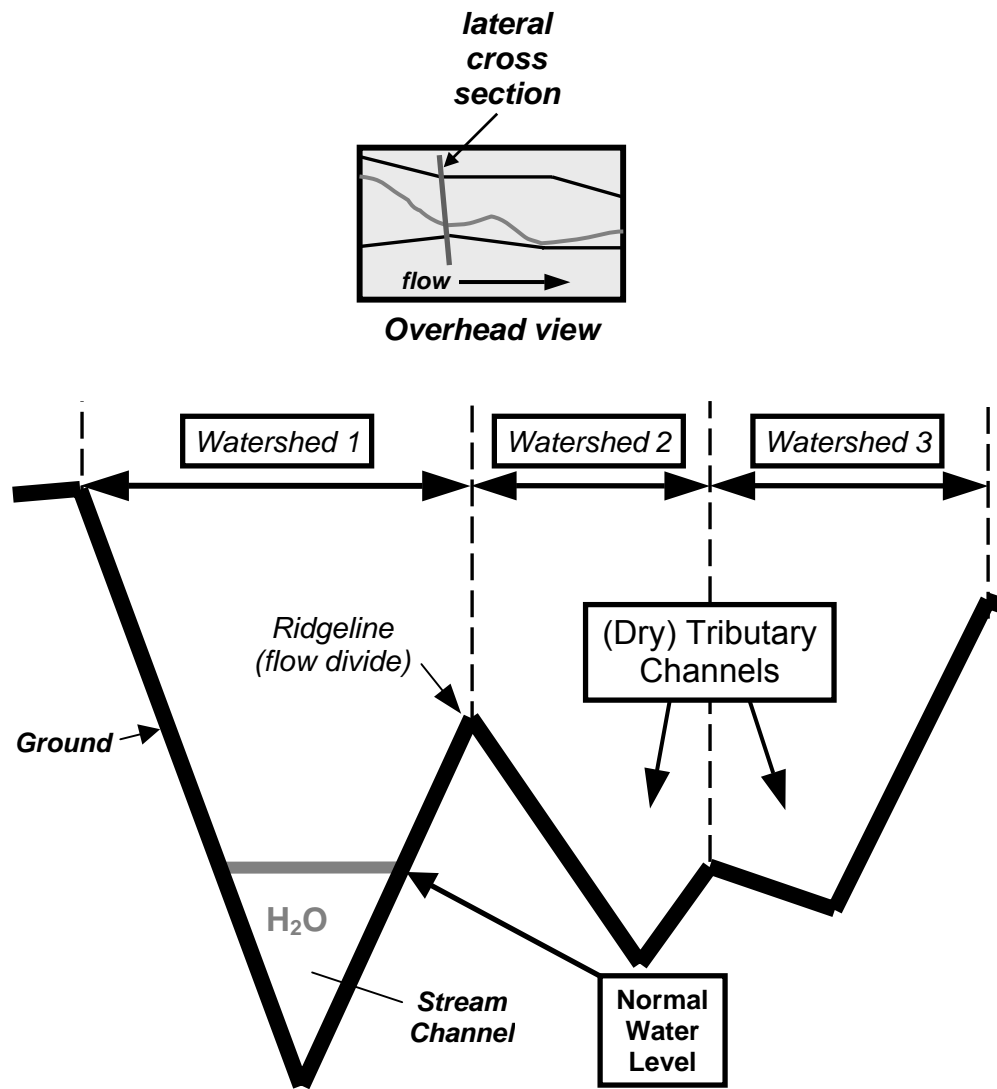 lateral
cross
section
flow
Overhead view
Watershed 1
Watershed 2
Watershed 3
Ridgeline
(flow divide)
(Dry) Tributary
Channels
Ground
H₂O
Stream
Channel
Normal
Water
Level